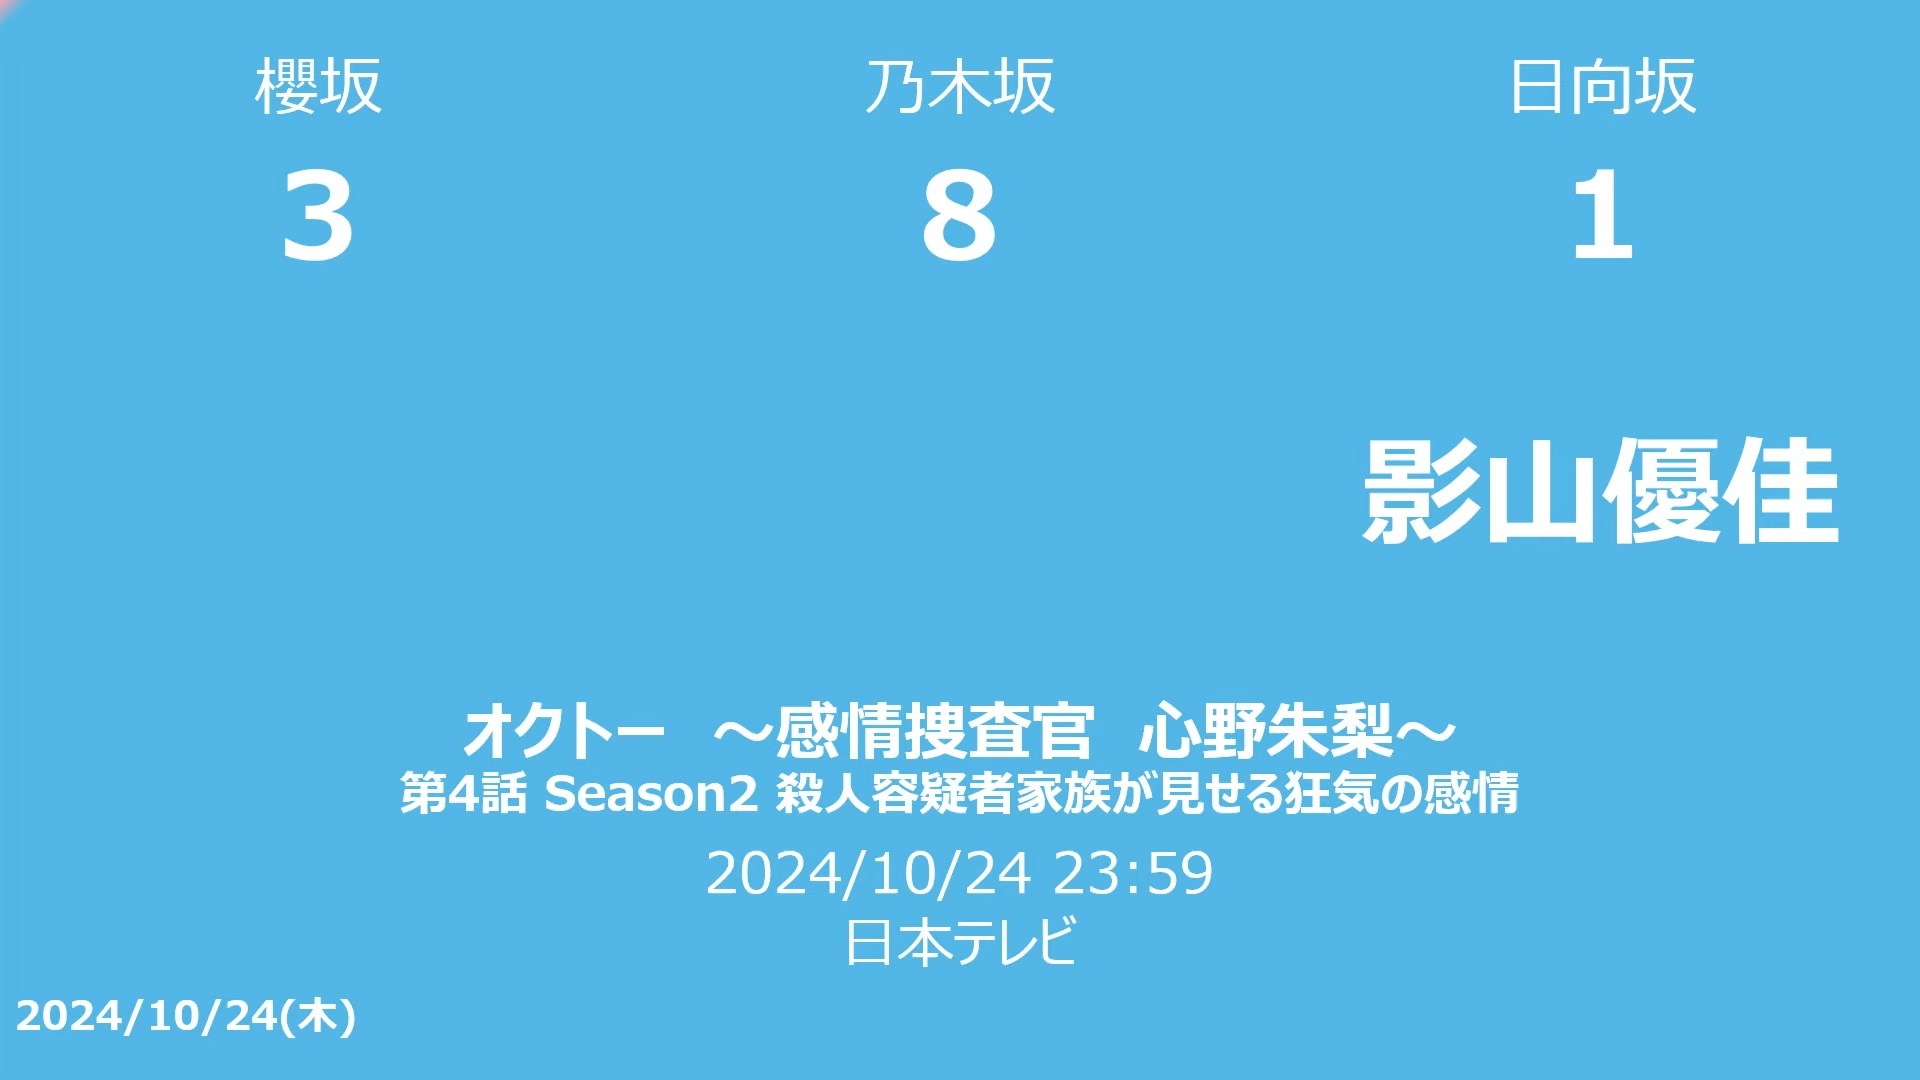 櫻坂 乃木坂 日向坂
3 8 1
影山優佳
オクトー　～感情捜査官　心野朱梨～
第4話 Season2 殺人容疑者家族が見せる狂気の感情
2024/10/24 23:59
日本テレビ
2024/10/24(木)